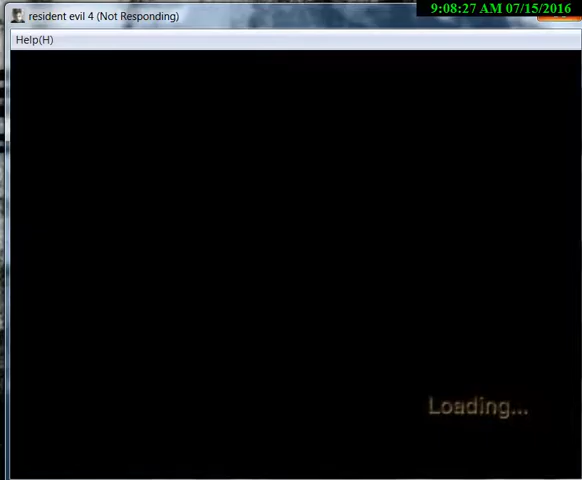 9:08:27 AM 07/15/2016
resident evil 4 (Not Responding)
Help(H)
Loading...